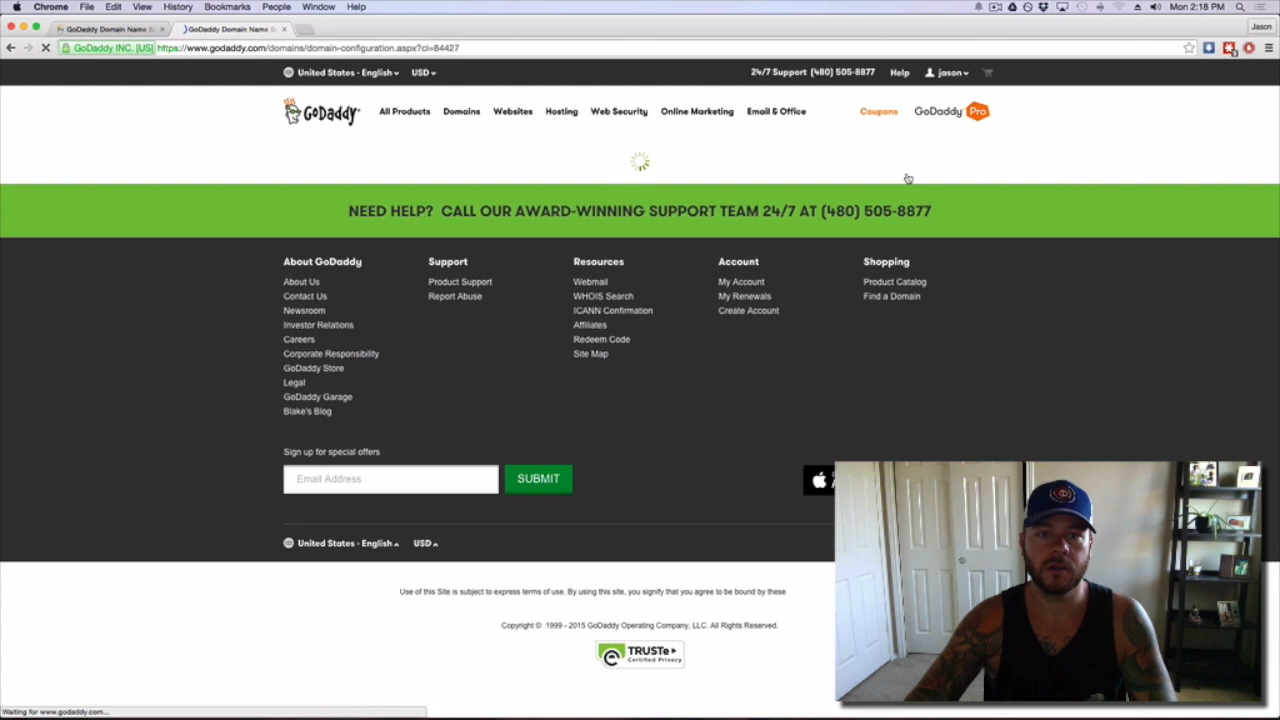 Chrome File Edit View History Bookmarks People Window Help Mon 2:18 PM
GoDaddy Domain Name S GoDaddy Domain Name S Jason
GoDaddy INC. [US] https://www.godaddy.com/domains/domain-configuration.aspx?ci=84427
United States - English USD 24/7 Support (480) 505-8877 Help jason
GoDaddy All Products Domains Websites Hosting Web Security Online Marketing Email & Office Coupons GoDaddy Pro
NEED HELP? CALL OUR AWARD-WINNING SUPPORT TEAM 24/7 AT (480) 505-8877
About GoDaddy Support Resources Account Shopping
About Us Product Support Webmail My Account Product Catalog
Contact Us Report Abuse WHOIS Search My Renewals Find a Domain
Newsroom ICANN Confirmation Create Account
Investor Relations Affiliates
Careers Redeem Code
Corporate Responsibility Site Map
GoDaddy Store
Legal
GoDaddy Garage
Blake's Blog
Sign up for special offers
Email Address SUBMIT
United States - English USD
Use of this Site is subject to express terms of use. By using this site, you signify that you agree to be bound by these
Copyright © 1999 - 2015 GoDaddy Operating Company, LLC. All Rights Reserved.
TRUSTe
Certified Privacy
Waiting for www.godaddy.com...